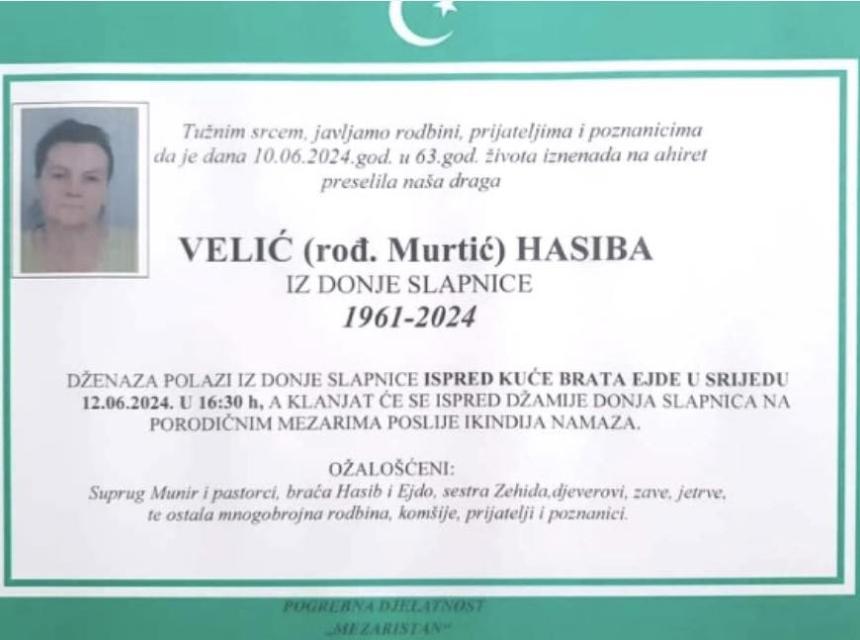 Tužnim srcem, javljamo rodbini, prijateljima i poznanicima
da je dana 10.06.2024.god. u 63.god. života iznenada na ahiret
preselila naša draga
VELIĆ (rođ. Murtić) HASIBA
IZ DONJE SLAPNICE
1961-2024
DŽENAZA POLAZI IZ DONJE SLAPNICE ISPRED KUĆE BRATA EJDE U SRIJEDU
12.06.2024. U 16:30 h, A KLANJAT ĆE SE ISPRED DŽAMIJE DONJA SLAPNICA NA
PORODIČNIM MEZARIMA POSLIJE IKINDIJA NAMAZA.
OŽALOŠĆENI:
Suprug Munir i pastorci, braća Hasib i Ejdo, sestra Zehida,djeverovi, zave, jetrve,
te ostala mnogobrojna rodbina, komšije, prijatelji i poznanici.
POGREBNA DJELATNOST
„MEZARISTAN“